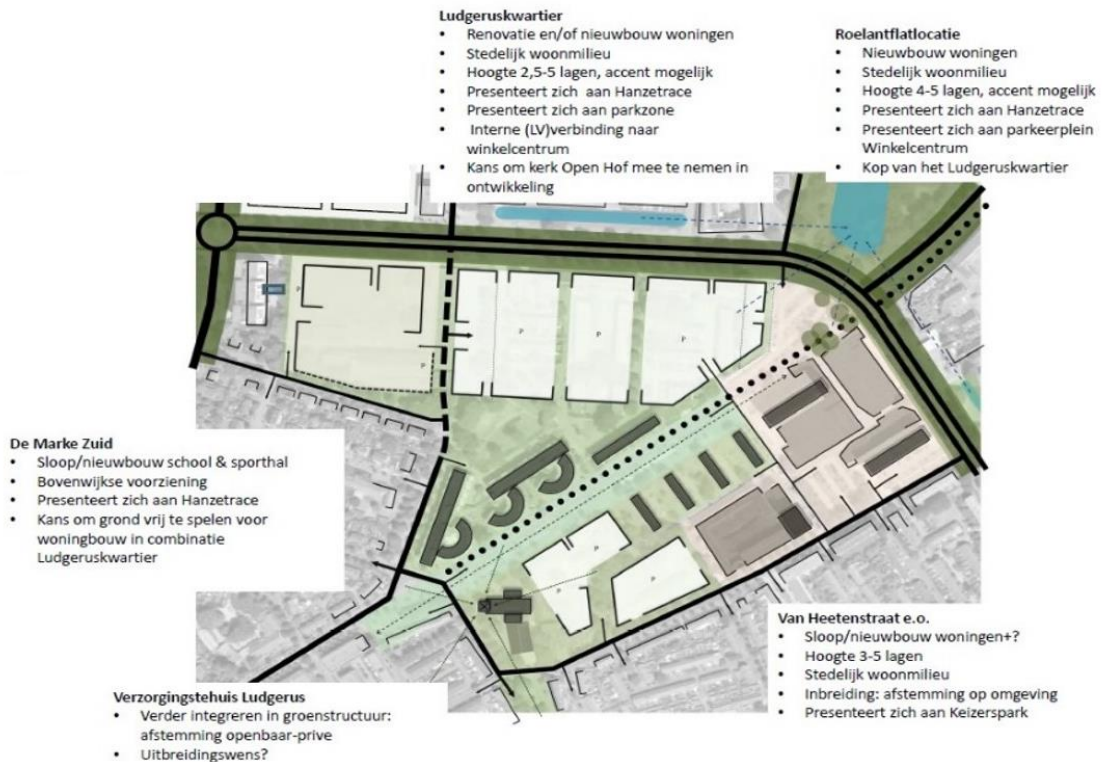 Ludgeruskwartier
• Renovatie en/of nieuwbouw woningen
• Stedelijk woonmilieu
• Hoogte 2,5-5 lagen, accent mogelijk
• Presenteert zich aan Hanzetrace
• Presenteert zich aan parkzone
• Interne (LV)verbinding naar
winkelcentrum
• Kans om kerk Open Hof mee te nemen in
ontwikkeling
Roelantflatlocatie
• Nieuwbouw woningen
• Stedelijk woonmilieu
• Hoogte 4-5 lagen, accent mogelijk
• Presenteert zich aan Hanzetrace
• Presenteert zich aan parkeerplein
Winkelcentrum
• Kop van het Ludgeruskwartier
P
P
P
P
P
De Marke Zuid
• Sloop/nieuwbouw school & sporthal
• Bovenwijkse voorziening
• Presenteert zich aan Hanzetrace
• Kans om grond vrij te spelen voor
woningbouw in combinatie
Ludgeruskwartier
P
P
Van Heetenstraat e.o.
• Sloop/nieuwbouw woningen+?
• Hoogte 3-5 lagen
• Stedelijk woonmilieu
• Inbreiding: afstemming op omgeving
• Presenteert zich aan Keizerspark
Verzorgingstehuis Ludgerus
• Verder integreren in groenstructuur:
afstemming openbaar-prive
• Uitbreidingswens?